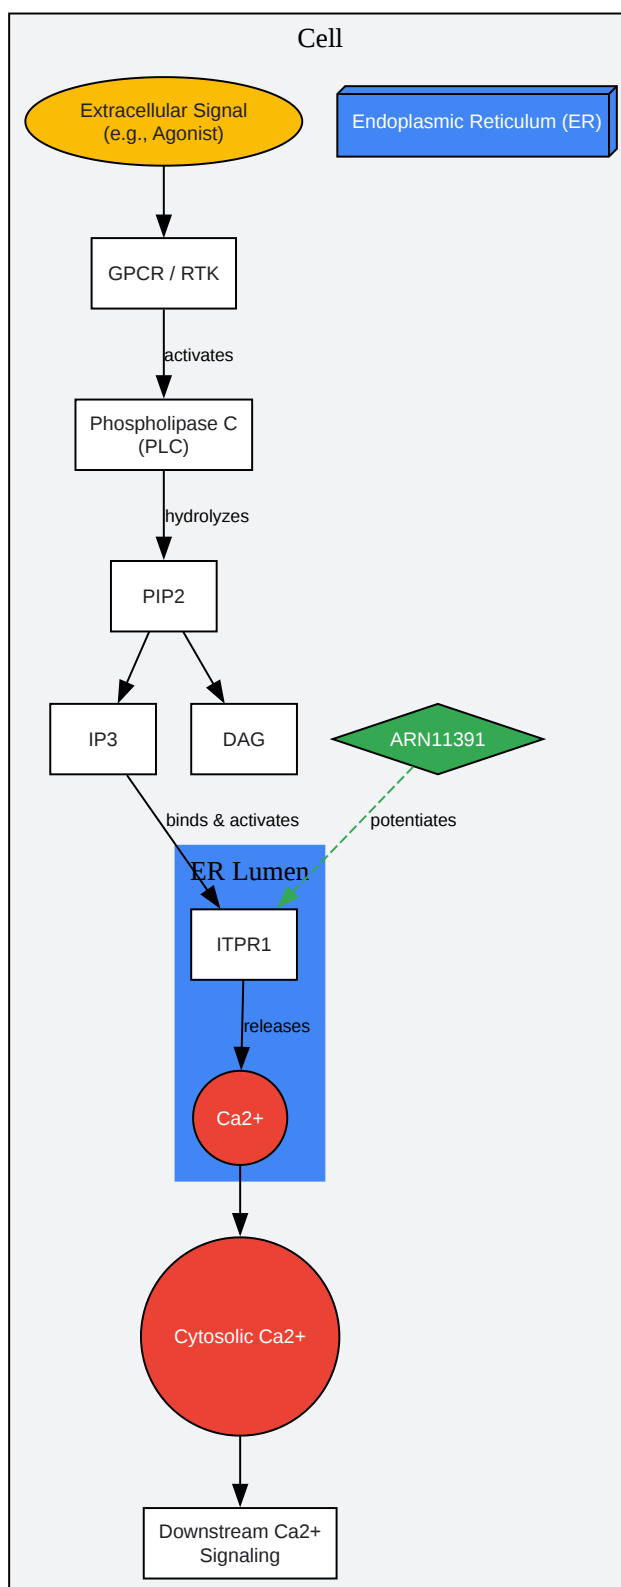 Cell
Extracellular Signal
(e.g., Agonist)
Endoplasmic Reticulum (ER)
GPCR / RTK
activates
Phospholipase C
(PLC)
hydrolyzes
PIP2
IP3
DAG
ARN11391
binds & activates
potentiates
ER Lumen
ITPR1
releases
Ca2+
Cytosolic Ca2+
Downstream Ca2+
Signaling